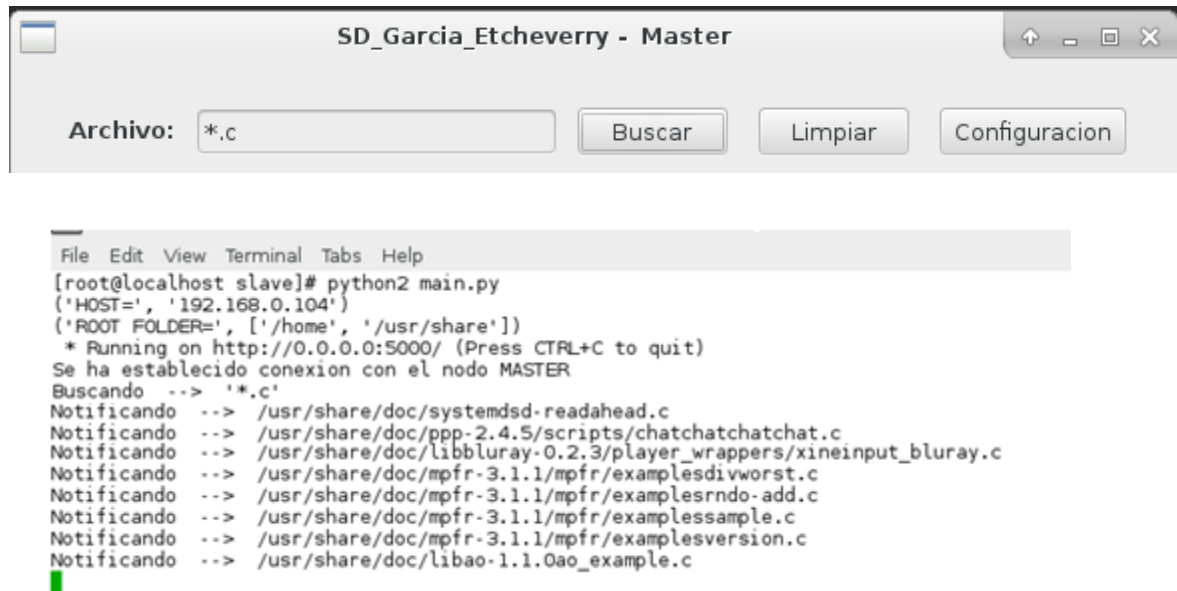 SD_Garcia_Etcheverry - Master
Archivo: *.c Buscar Limpiar Configuracion
File Edit View Terminal Tabs Help
[root@localhost slave]# python2 main.py
('HOST=', '192.168.0.104')
('ROOT FOLDER=', ['/home', '/usr/share'])
 * Running on http://0.0.0.0:5000/ (Press CTRL+C to quit)
Se ha establecido conexion con el nodo MASTER
Buscando --> '*.c'
Notificando --> /usr/share/doc/systemdsd-readahead.c
Notificando --> /usr/share/doc/ppp-2.4.5/scripts/chatchatchatchat.c
Notificando --> /usr/share/doc/libbluray-0.2.3/player_wrappers/xineinput_bluray.c
Notificando --> /usr/share/doc/mpfr-3.1.1/mpfr/examplesdivworst.c
Notificando --> /usr/share/doc/mpfr-3.1.1/mpfr/examplesrndo-add.c
Notificando --> /usr/share/doc/mpfr-3.1.1/mpfr/examplessample.c
Notificando --> /usr/share/doc/mpfr-3.1.1/mpfr/examplesversion.c
Notificando --> /usr/share/doc/libao-1.1.0ao_example.c